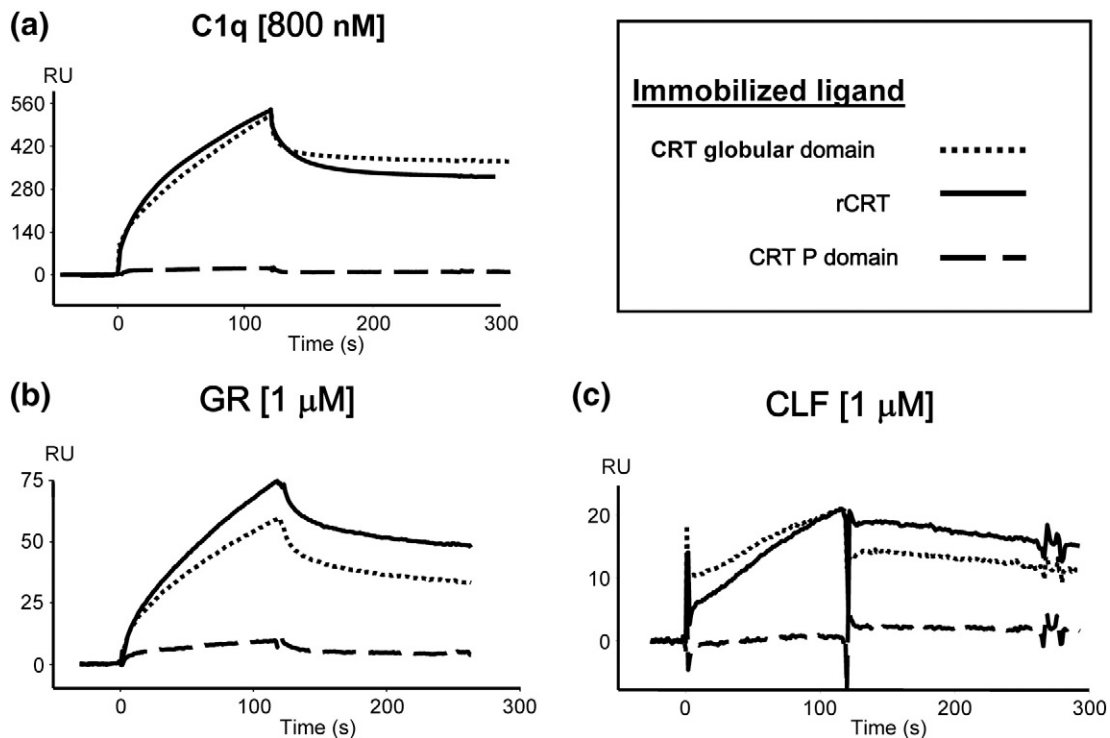 (a) C1q [800 nM]
RU
560
420
280
140
0
0 100 200 300
Time (s)
Immobilized ligand
CRT globular domain
rCRT
CRT P domain
(b) GR [1 μM]
RU
75
50
25
0
0 100 200 300
Time (s)
(c) CLF [1 μM]
RU
20
10
0
0 100 200 300
Time (s)